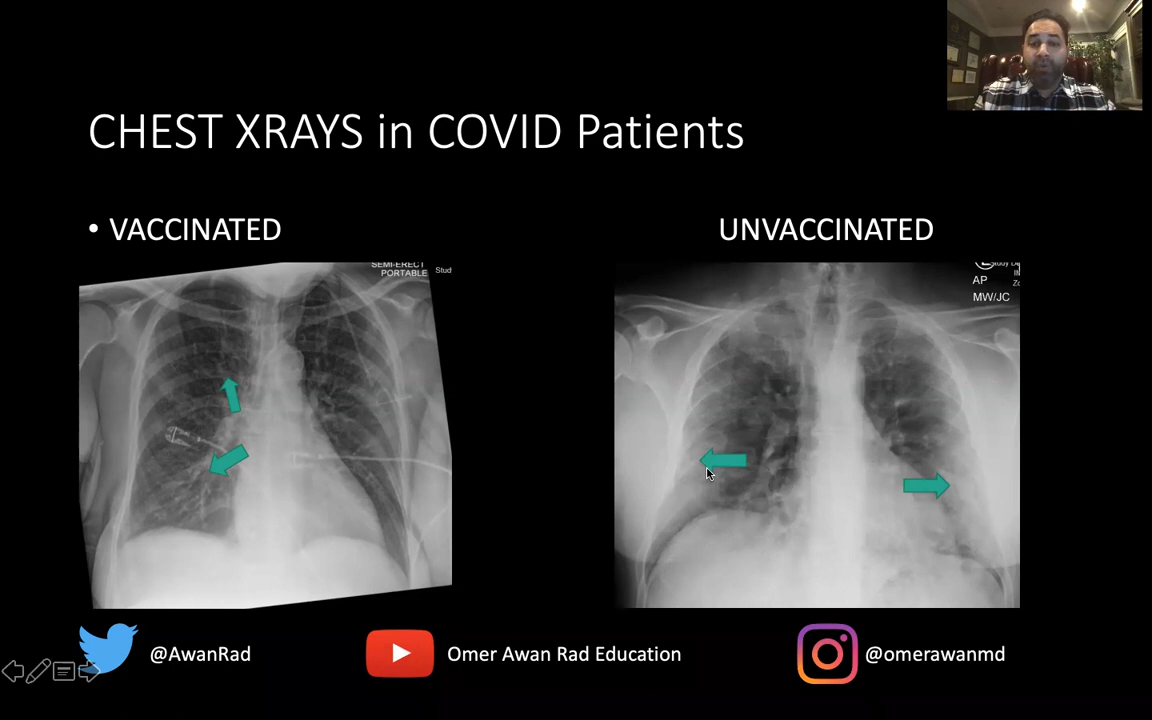 CHEST XRAYS in COVID Patients
• VACCINATED
UNVACCINATED
SEMI-ERECT
PORTABLE
Stud
AP
MW/JC
@AwanRad
Omer Awan Rad Education
@omerawanmd